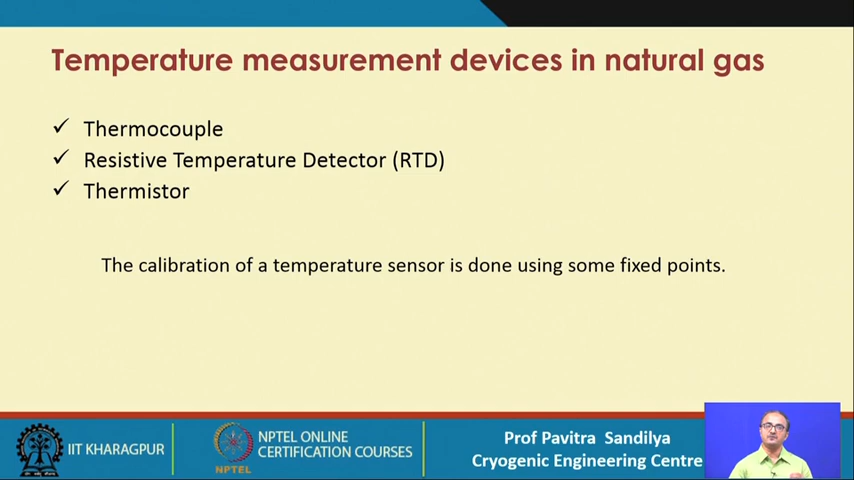 Temperature measurement devices in natural gas
✓ Thermocouple
✓ Resistive Temperature Detector (RTD)
✓ Thermistor
The calibration of a temperature sensor is done using some fixed points.
IIT KHARAGPUR
NPTEL
NPTEL ONLINE
CERTIFICATION COURSES
Prof Pavitra Sandilya
Cryogenic Engineering Centre